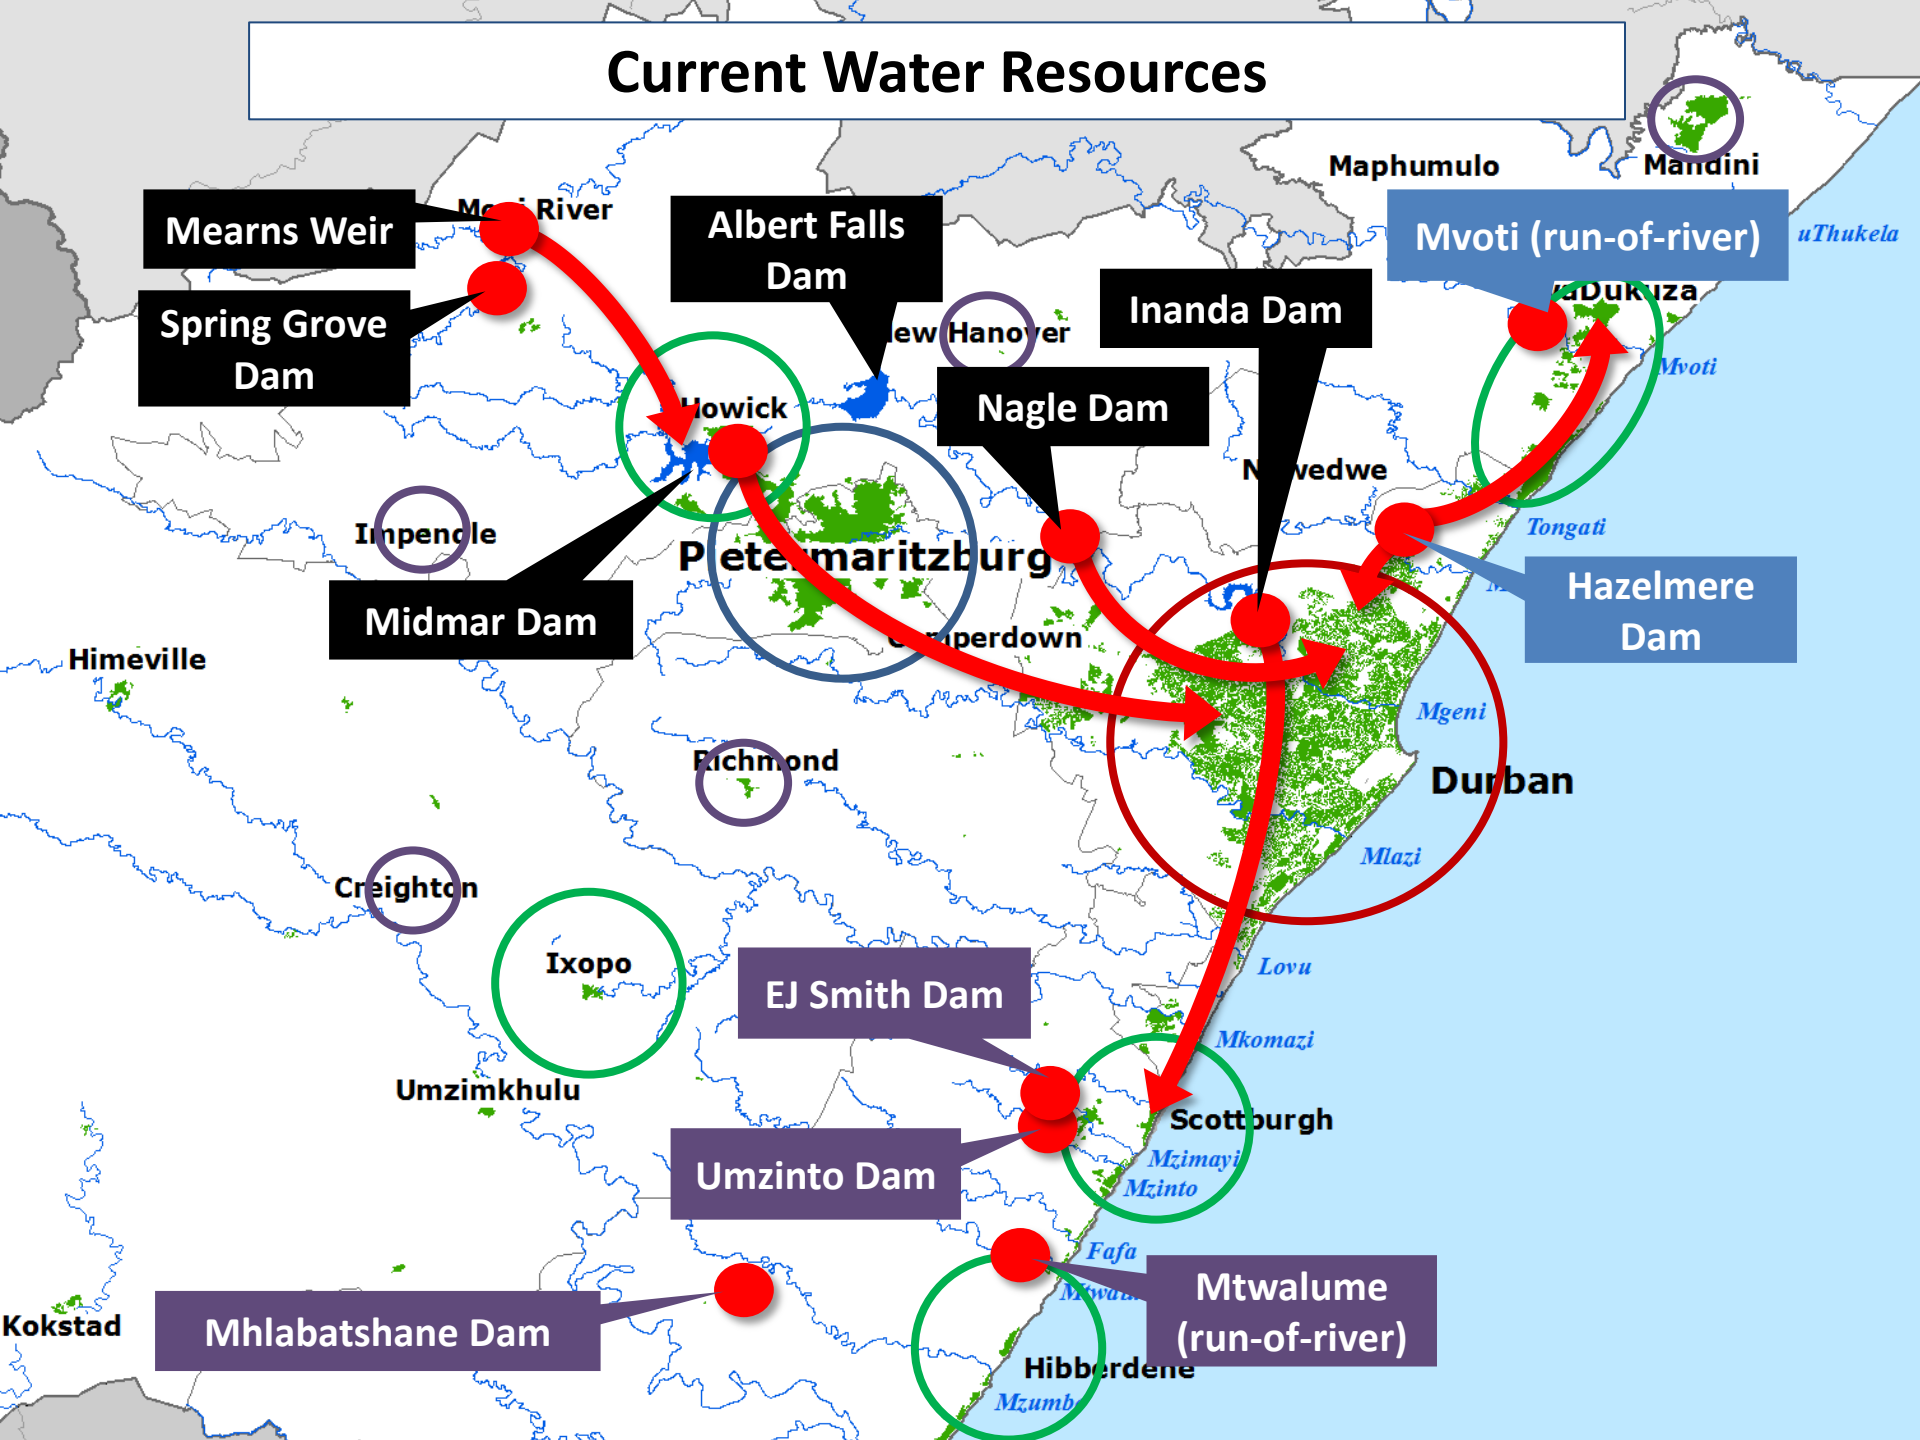 Current Water Resources
Maphumulo
Mandini
Mearns Weir
River
Albert Falls
Dam
Mvoti (run-of-river)
uThukela
Spring Grove
Dam
Inanda Dam
New Hanover
Mvoti
Howick
Nagle Dam
Impendle
Pietermaritzburg
Tongati
Midmar Dam
Hazelmere
Dam
Himeville
Camperdown
Mgeni
Richmond
Durban
Mlazi
Creighton
Ixopo
EJ Smith Dam
Lovu
Mkomazi
Umzimkhulu
Scottburgh
Umzinto Dam
Mzimayi
Mzinto
Fafa
Mtwalume
(run-of-river)
Kokstad
Mhlabatshane Dam
Hibberdene